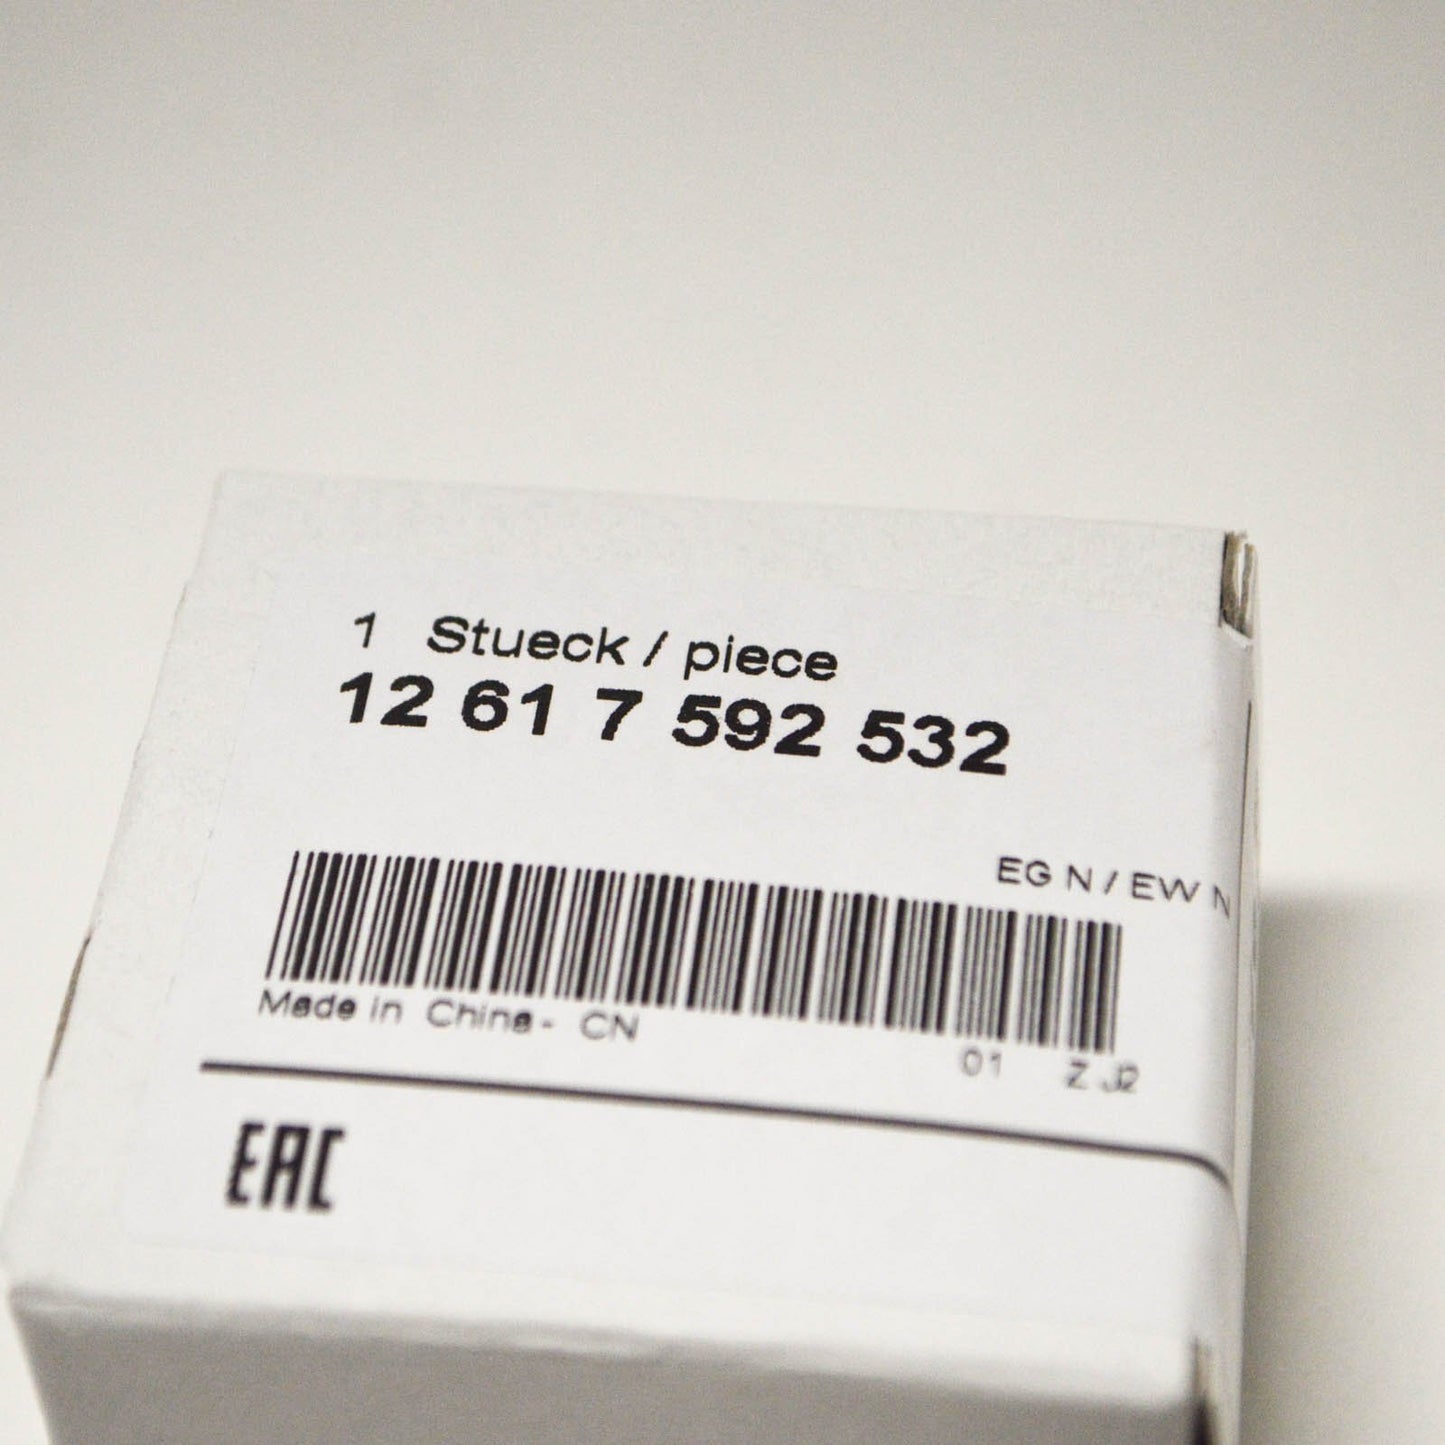 1 Stueck / piece
12 61 7 592 532
EG N / EW N
Made in China - CN
01 Z J2
EAC